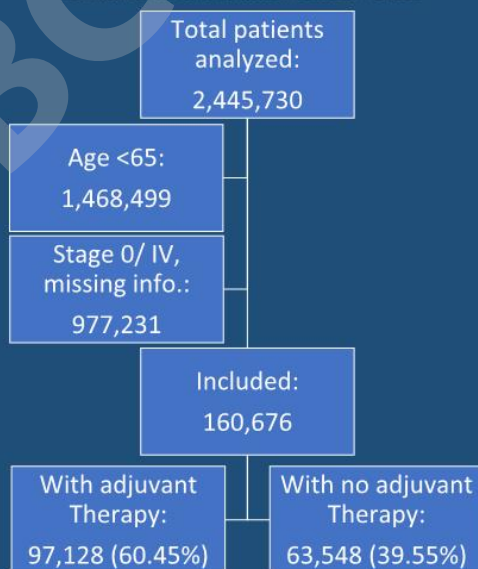 Total patients
analyzed:
2,445,730
Age <65:
1,468,499
Stage 0/ IV,
missing info.:
977,231
Included:
160,676
With adjuvant
Therapy:
97,128 (60.45%)
With no adjuvant
Therapy:
63,548 (39.55%)